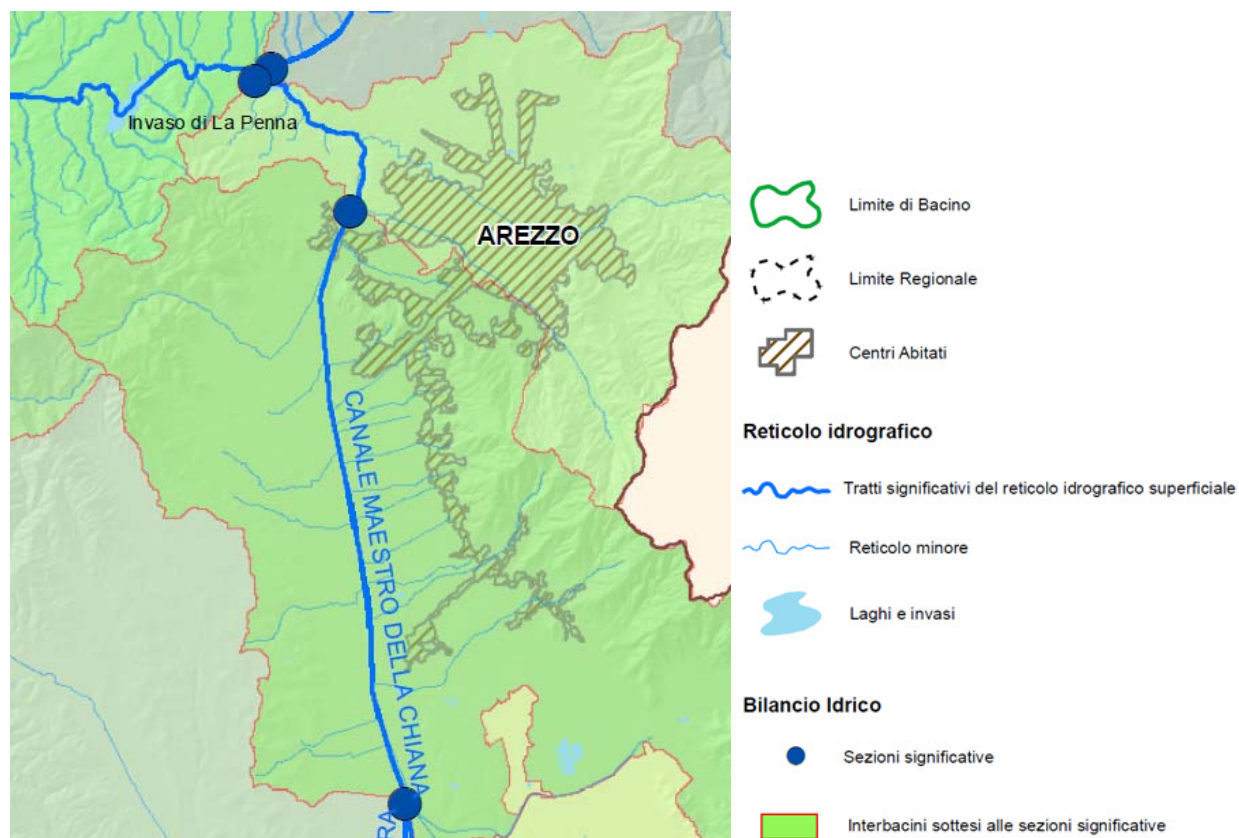 Invaso di La Penna
AREZZO
CANALE MAESTRO DELLA CHIANA
RA
Limite di Bacino
Limite Regionale
Centri Abitati
Reticolo idrografico
Tratti significativi del reticolo idrografico superficiale
Reticolo minore
Laghi e invasi
Bilancio Idrico
Sezioni significative
Interbacini sottesi alle sezioni significative